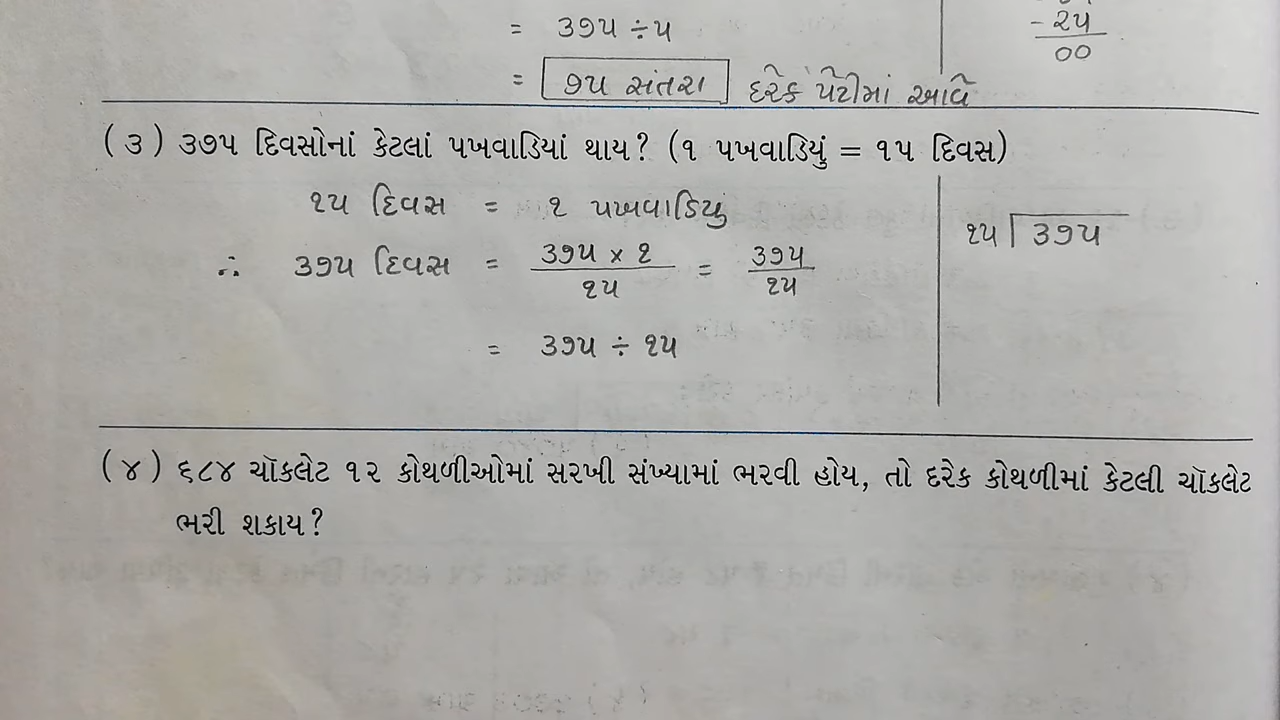 = ૩૭૫ ÷ ૫
- ૨૫
૦૦
= ૭૫ સંતરા દરેક પેટીમાં આવે
(૩) ૩૭૫ દિવસોનાં કેટલાં પખવાડિયાં થાય? (૧ પખવાડિયું = ૧૫ દિવસ)
૧૫ દિવસ = ૧ પખવાડિયું
∴ ૩૭૫ દિવસ = ૩૭૫ × ૧ / ૧૫ = ૩૭૫ / ૧૫
= ૩૭૫ ÷ ૧૫
૧૫ ૩૭૫
(૪) ૬૮૪ ચૉકલેટ ૧૨ કોથળીઓમાં સરખી સંખ્યામાં ભરવી હોય, તો દરેક કોથળીમાં કેટલી ચૉકલેટ
ભરી શકાય?